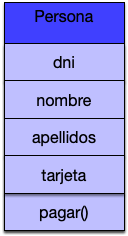 Persona
dni
nombre
apellidos
tarjeta
pagar()